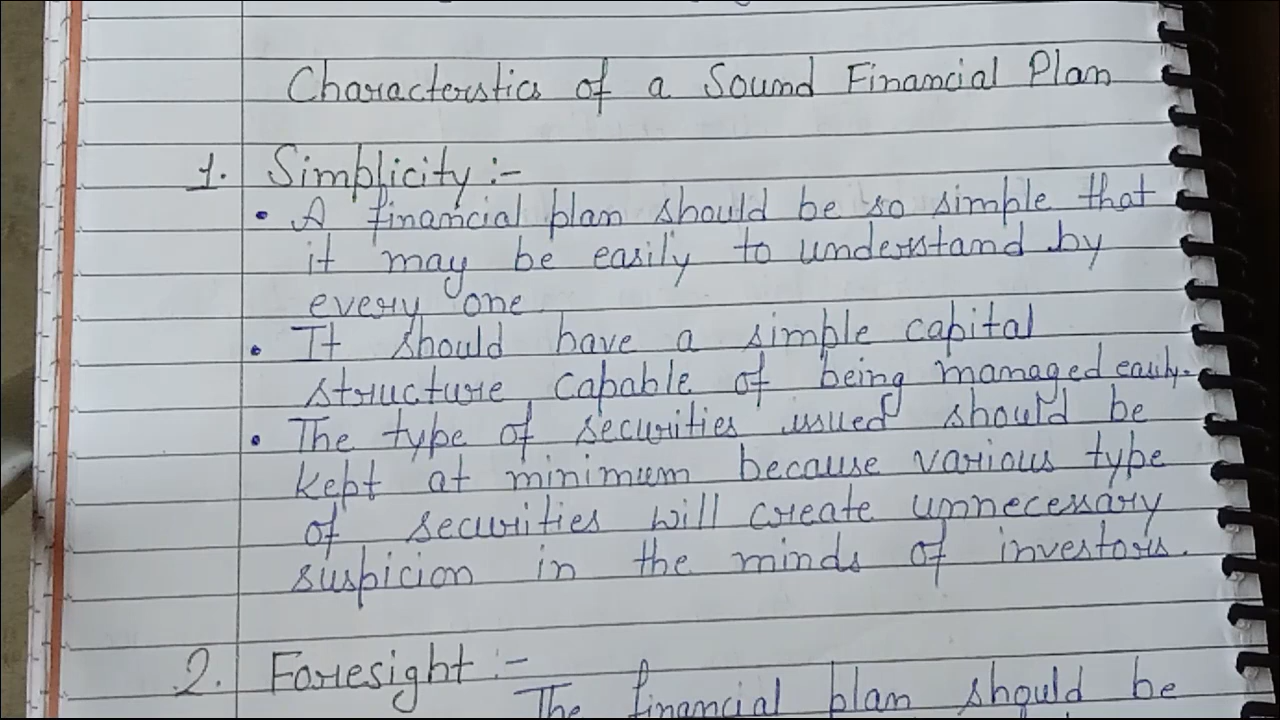 Characterstics of a Sound Financial Plan
1. Simplicity :-
• A financial plan should be so simple that
it may be easily to understand by
every one
• It should have a simple capital
structure capable of being managed easily.
• The type of securities issued should be
kept at minimum because various type
of securities will create unnecessary
suspicion in the minds of investors.
2. Foresight :-
The financial plan should be